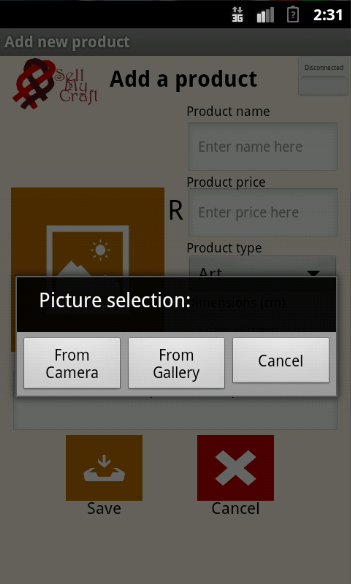 3G
2:31
Add new product
Sell
My
Craft
Add a product
Disconnected
Product name
Enter name here
Product price
R
Enter price here
Product type
Art
Dimensions (cm)
Picture selection:
From
Camera
From
Gallery
Cancel
Save
Cancel